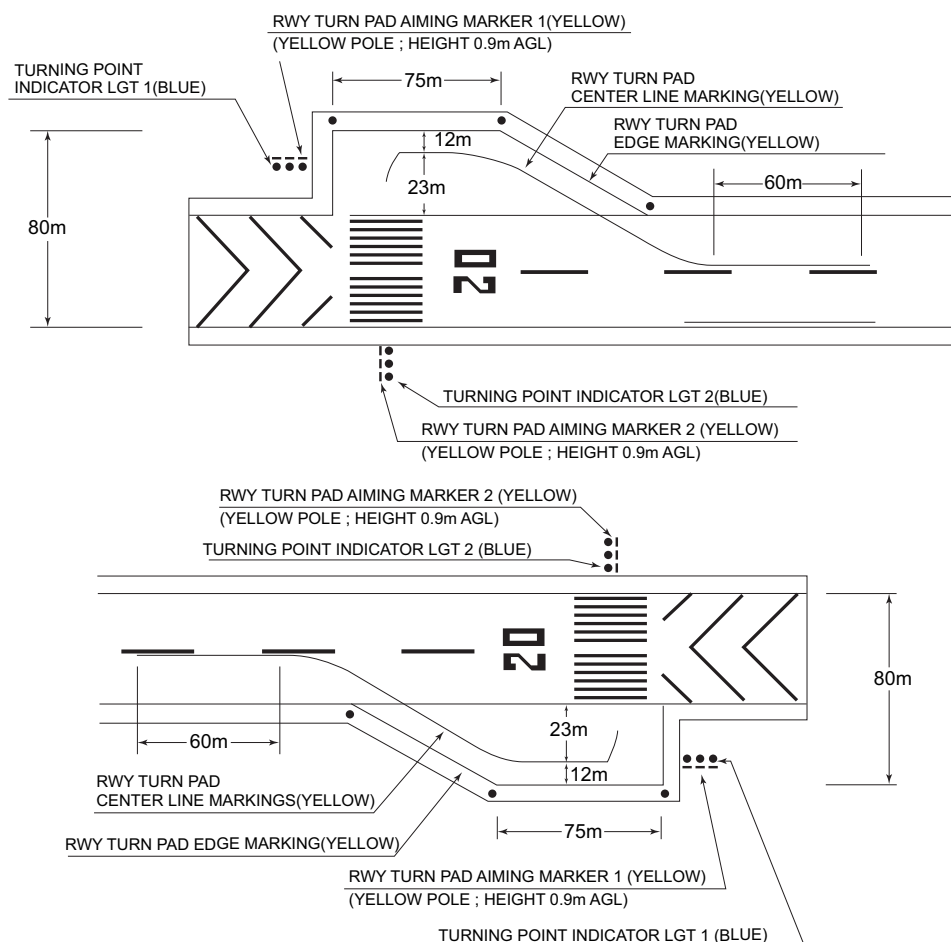 RWY TURN PAD AIMING MARKER 1(YELLOW)
(YELLOW POLE ; HEIGHT 0.9m AGL)
TURNING POINT
INDICATOR LGT 1(BLUE)
75m
RWY TURN PAD
CENTER LINE MARKING(YELLOW)
RWY TURN PAD
EDGE MARKING(YELLOW)
12m
23m
60m
80m
02
TURNING POINT INDICATOR LGT 2(BLUE)
RWY TURN PAD AIMING MARKER 2 (YELLOW)
(YELLOW POLE ; HEIGHT 0.9m AGL)
RWY TURN PAD AIMING MARKER 2 (YELLOW)
(YELLOW POLE ; HEIGHT 0.9m AGL)
TURNING POINT INDICATOR LGT 2 (BLUE)
20
80m
23m
60m
12m
RWY TURN PAD
CENTER LINE MARKINGS(YELLOW)
75m
RWY TURN PAD EDGE MARKING(YELLOW)
RWY TURN PAD AIMING MARKER 1 (YELLOW)
(YELLOW POLE ; HEIGHT 0.9m AGL)
TURNING POINT INDICATOR LGT 1 (BLUE)